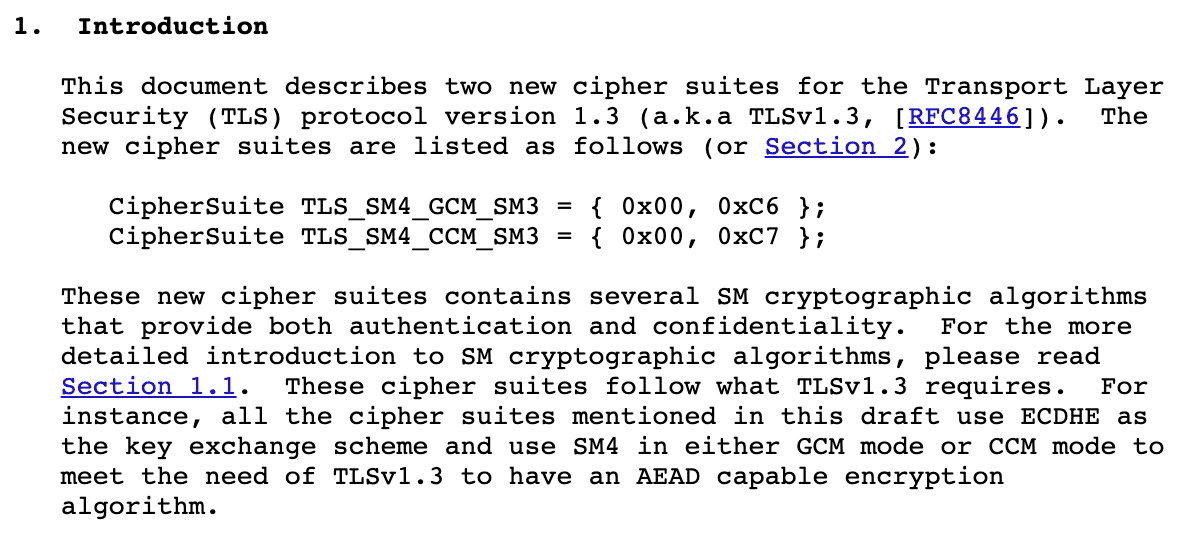 1.  Introduction
This document describes two new cipher suites for the Transport Layer
Security (TLS) protocol version 1.3 (a.k.a TLSv1.3, [RFC8446]).  The
new cipher suites are listed as follows (or Section 2):
CipherSuite TLS_SM4_GCM_SM3 = { 0x00, 0xC6 };
CipherSuite TLS_SM4_CCM_SM3 = { 0x00, 0xC7 };
These new cipher suites contains several SM cryptographic algorithms
that provide both authentication and confidentiality.  For the more
detailed introduction to SM cryptographic algorithms, please read
Section 1.1.  These cipher suites follow what TLSv1.3 requires.  For
instance, all the cipher suites mentioned in this draft use ECDHE as
the key exchange scheme and use SM4 in either GCM mode or CCM mode to
meet the need of TLSv1.3 to have an AEAD capable encryption
algorithm.